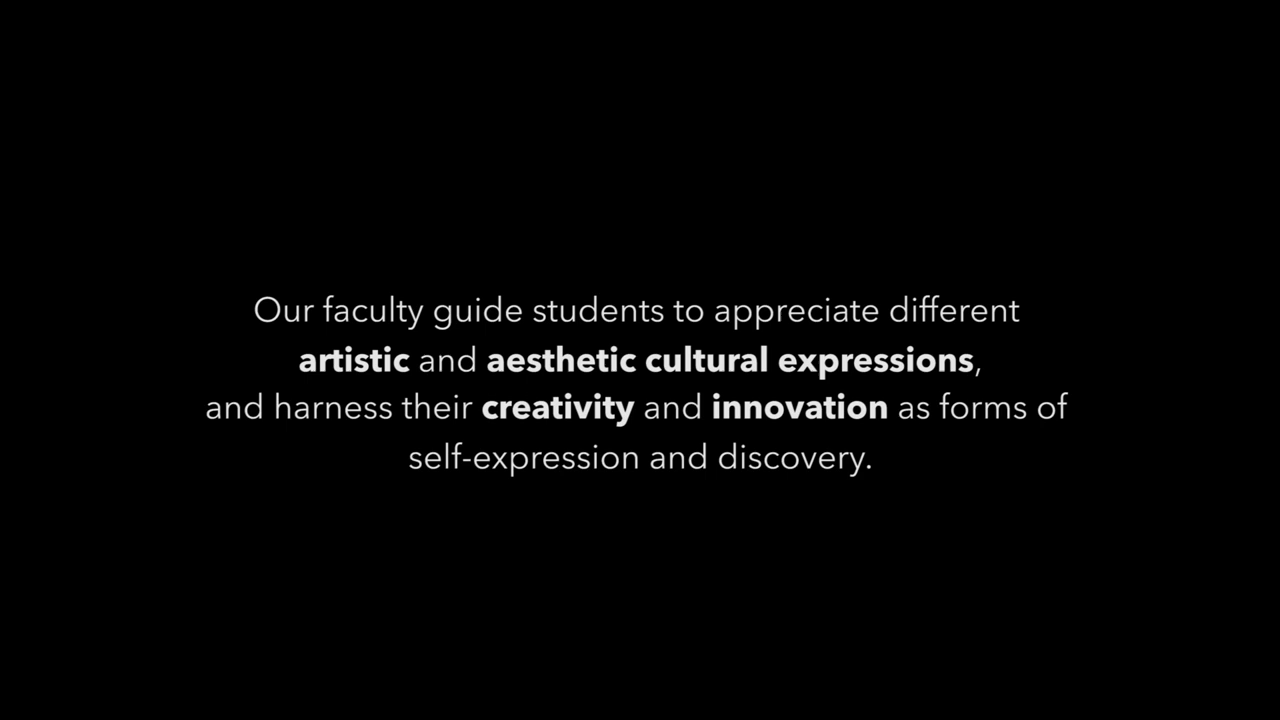 Our faculty guide students to appreciate different
artistic and aesthetic cultural expressions,
and harness their creativity and innovation as forms of
self-expression and discovery.